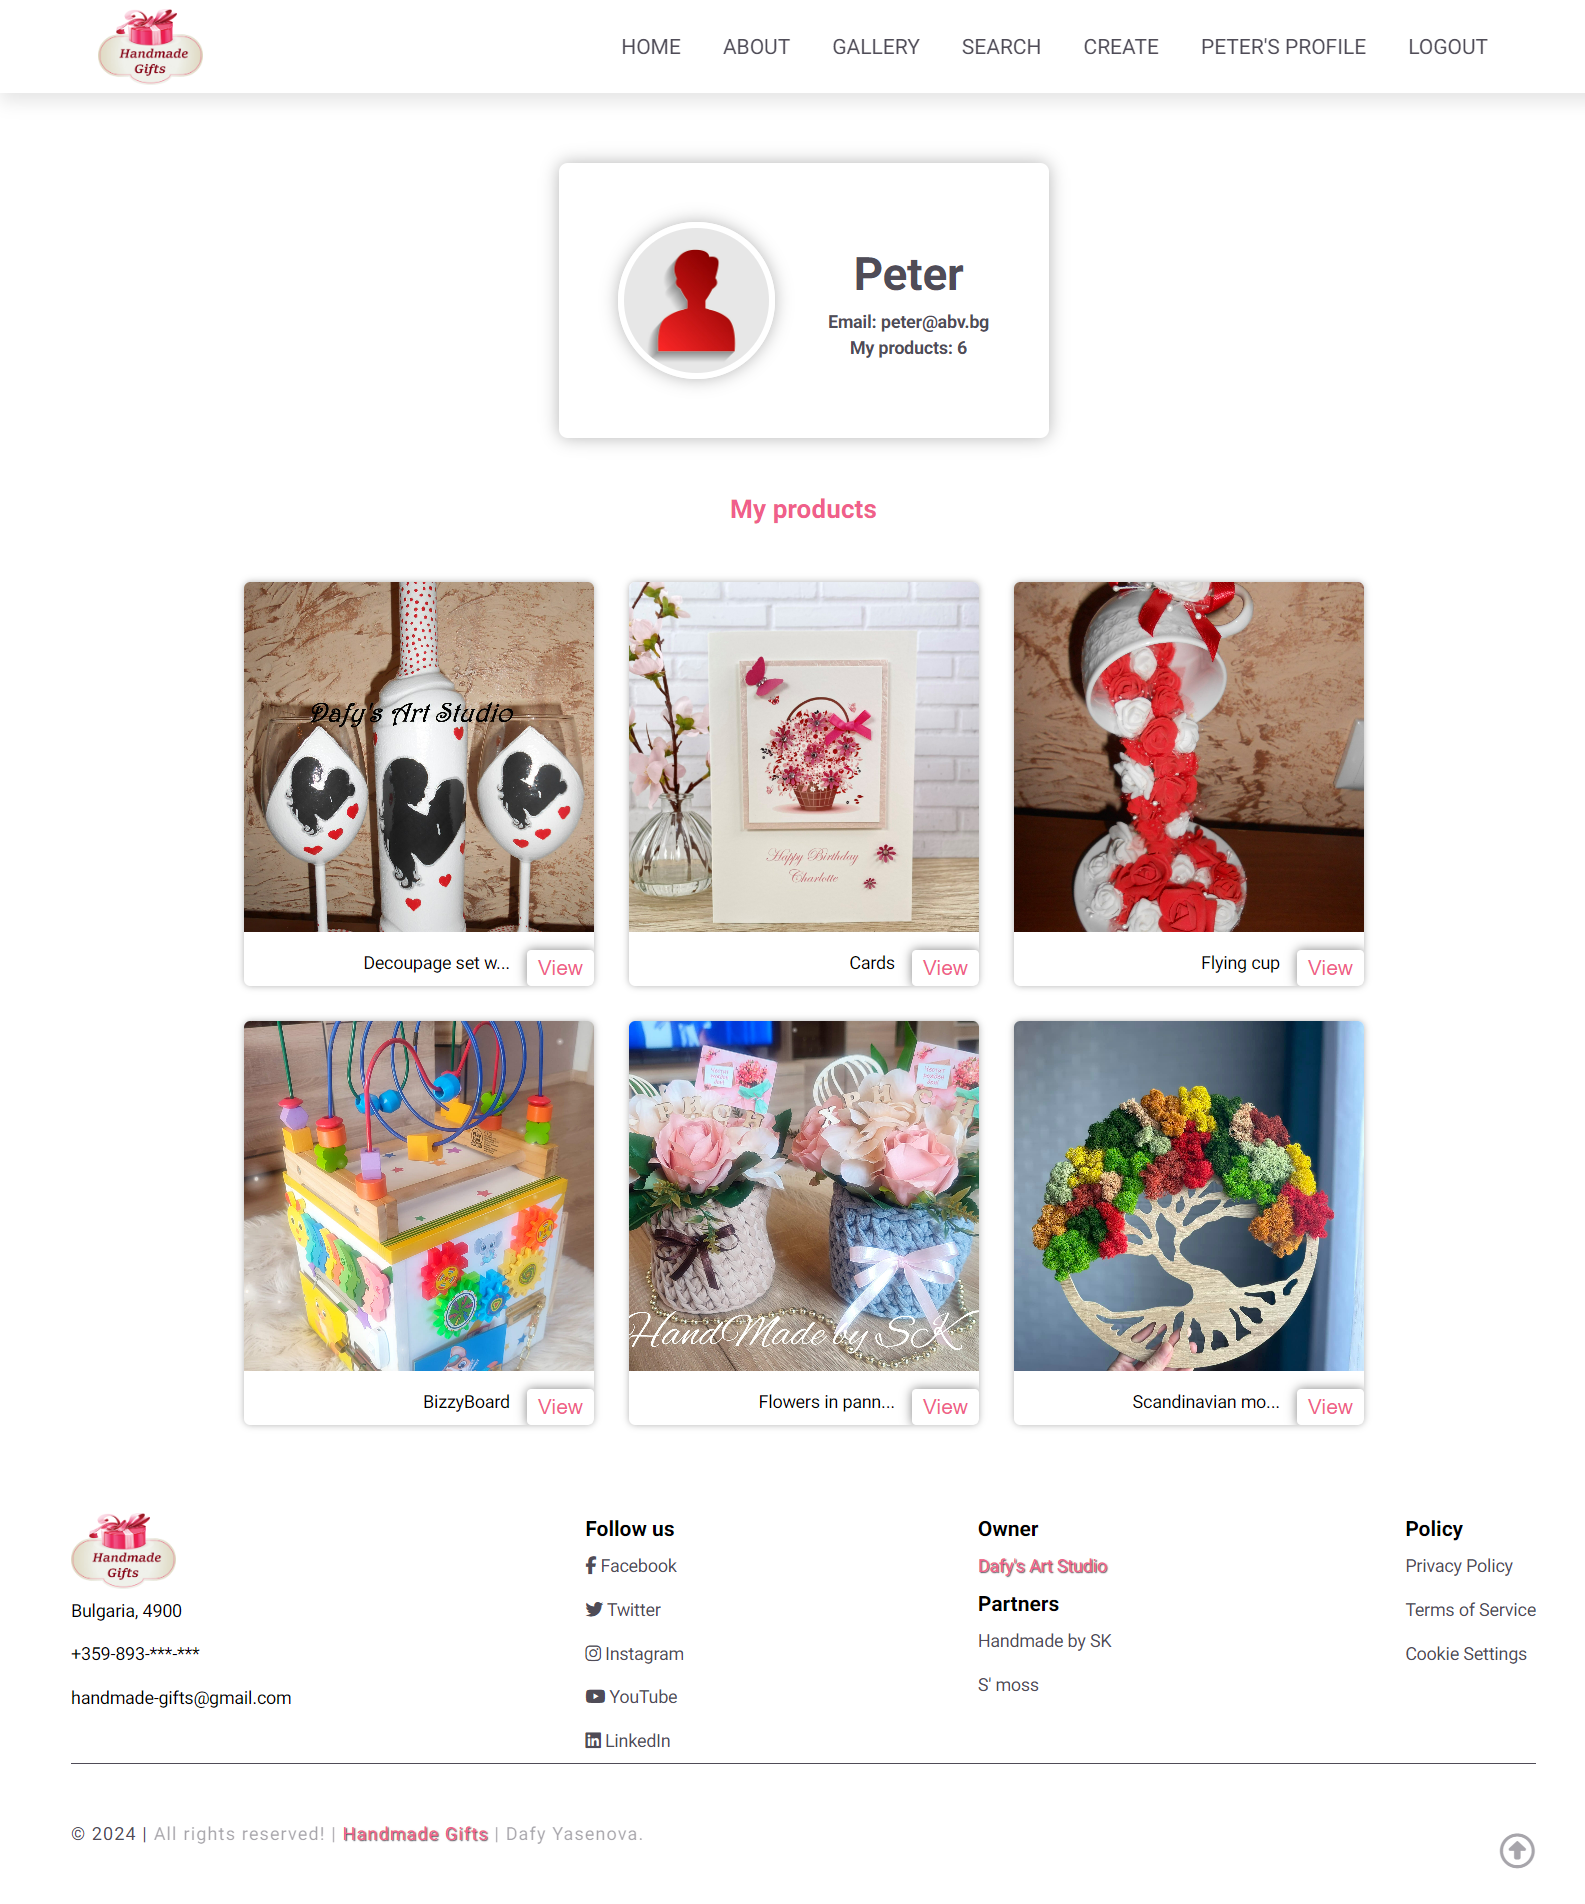 Handmade
Gifts
HOME
ABOUT
GALLERY
SEARCH
CREATE
PETER'S PROFILE
LOGOUT
Peter
Email: peter@abv.bg
My products: 6
My products
Dafy's Art Studio
Happy Birthday
Charlotte
Decoupage set w...
View
Cards
View
Flying cup
View
HandMade by SK
BizzyBoard
View
Flowers in pann...
View
Scandinavian mo...
View
Handmade
Gifts
Bulgaria, 4900
+359-893-***-***
handmade-gifts@gmail.com
Follow us
Facebook
Twitter
Instagram
YouTube
LinkedIn
Owner
Dafy's Art Studio
Partners
Handmade by SK
S' moss
Policy
Privacy Policy
Terms of Service
Cookie Settings
© 2024 | All rights reserved! | Handmade Gifts | Dafy Yasenova.